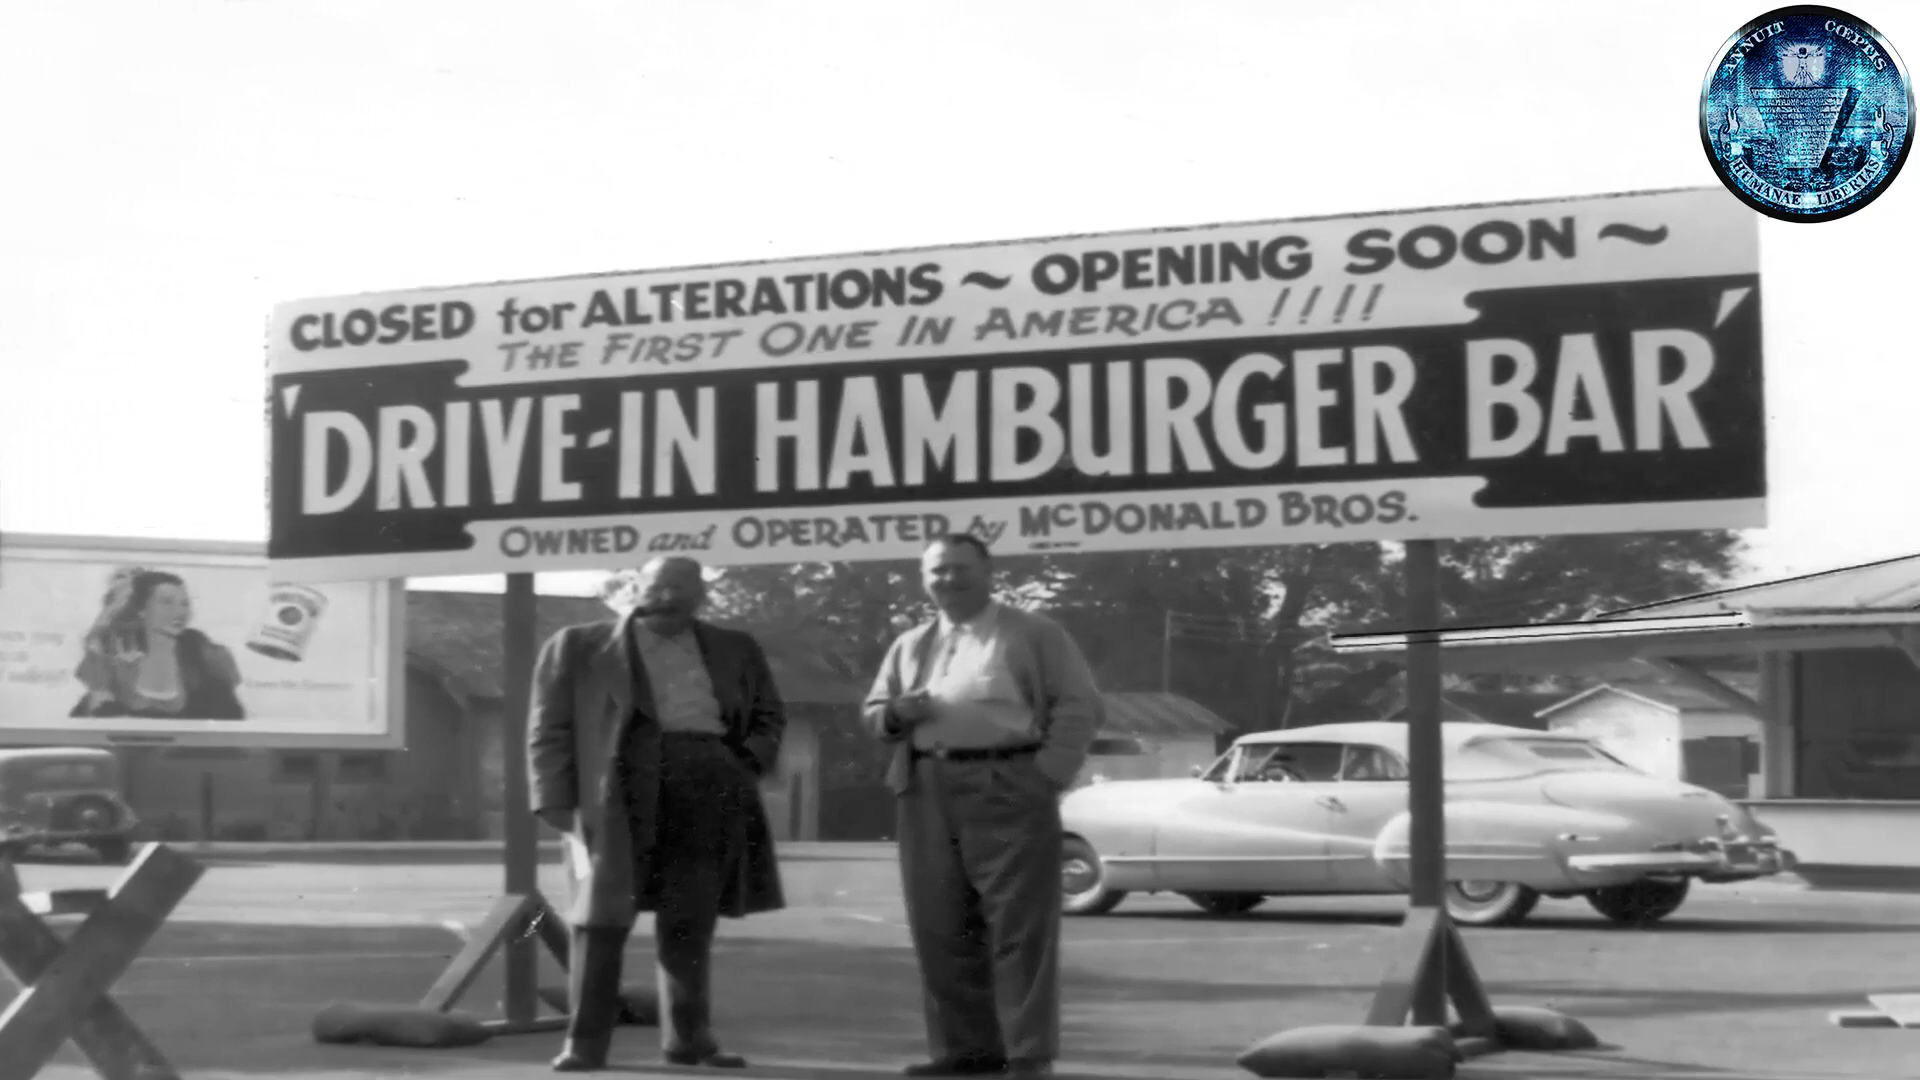 ANNUIT CŒPTIS
CLOSED for ALTERATIONS ~ OPENING SOON ~
THE FIRST ONE IN AMERICA !!!!
'DRIVE-IN HAMBURGER BAR'
OWNED and OPERATED by McDONALD BROS.
HUMANAE LIBERTAS